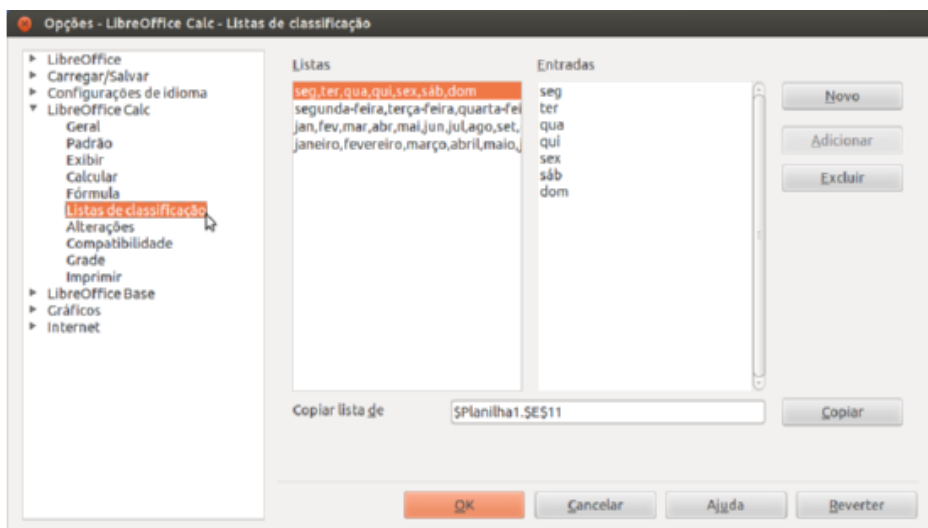 Opções - LibreOffice Calc - Listas de classificação
LibreOffice
Carregar/Salvar
Configurações de idioma
LibreOffice Calc
Geral
Padrão
Exibir
Calcular
Fórmula
Listas de classificação
Alterações
Compatibilidade
Grade
Imprimir
LibreOffice Base
Gráficos
Internet
Listas
seg,ter,qua,qui,sex,sáb,dom
segunda-feira,terça-feira,quarta-fei
jan,fev,mar,abr,mai,jun,jul,ago,set,
janeiro,fevereiro,março,abril,maio,j
Entradas
seg
ter
qua
qui
sex
sáb
dom
Novo
Adicionar
Excluir
Copiar lista de
$Planilha1.$E$11
Copiar
OK
Cancelar
Ajuda
Reverter